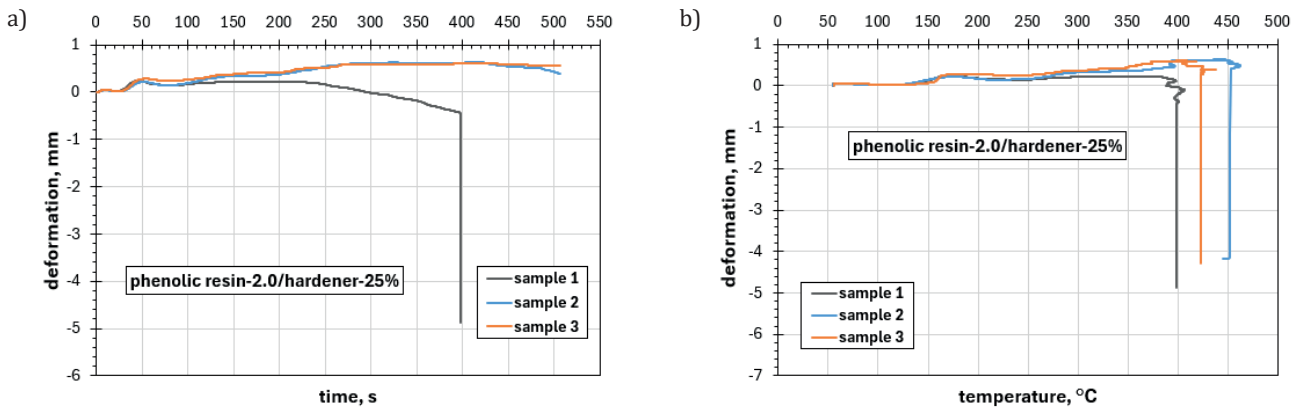 a)
0 50 100 150 200 250 300 350 400 450 500 550
1
0
-1
-2
-3
-4
-5
-6
deformation, mm
phenolic resin-2.0/hardener-25%
sample 1
sample 2
sample 3
time, s
b)
0 50 100 150 200 250 300 350 400 450 500
1
0
-1
-2
-3
-4
-5
-6
-7
deformation, mm
phenolic resin-2.0/hardener-25%
sample 1
sample 2
sample 3
temperature, °C